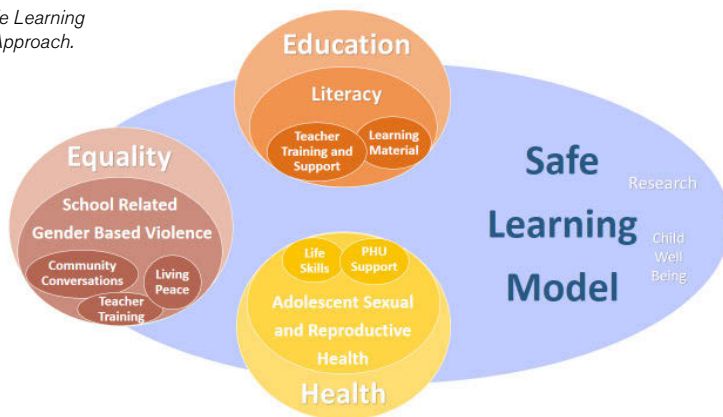 Learning
Approach.
Education
Literacy
Teacher
Training and
Support
Learning
Material
Equality
School Related
Gender Based Violence
Community
Conversations
Living
Peace
Teacher
Training
Life
Skills
PHU
Support
Adolescent Sexual
and Reproductive
Health
Health
Safe
Learning
Model
Research
Child
Well
Being